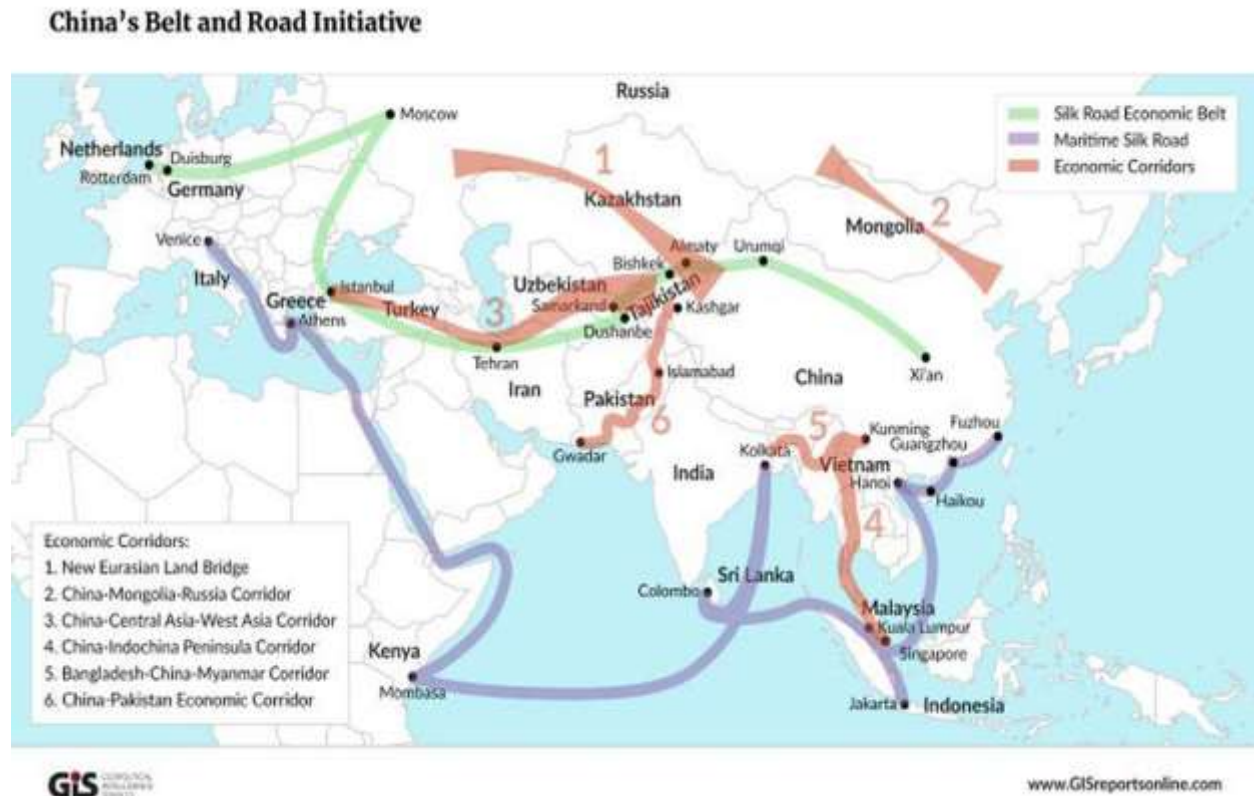 China's Belt and Road Initiative
Russia
Moscow
Silk Road Economic Belt
Maritime Silk Road
Economic Corridors
Netherlands
Duisburg
Rotterdam
Germany
1
Kazakhstan
2
Mongolia
Venice
Italy
Almaty
Urumqi
Bishkek
Istanbul
Greece
Athens
Turkey
3
Uzbekistan
Samarkand
Tajikistan
Kashgar
Dushanbe
Tehran
Iran
Islamabad
China
Xi'an
Pakistan
6
Gwadar
India
Kolkata
5
Kunming
Fuzhou
Guangzhou
Vietnam
Hanoi
Haikou
4
Economic Corridors:
1. New Eurasian Land Bridge
2. China-Mongolia-Russia Corridor
3. China-Central Asia-West Asia Corridor
4. China-Indochina Peninsula Corridor
5. Bangladesh-China-Myanmar Corridor
6. China-Pakistan Economic Corridor
Colombo
Sri Lanka
Malaysia
Kuala Lumpur
Singapore
Kenya
Mombasa
Jakarta
Indonesia
GIS
www.GISreportsonline.com